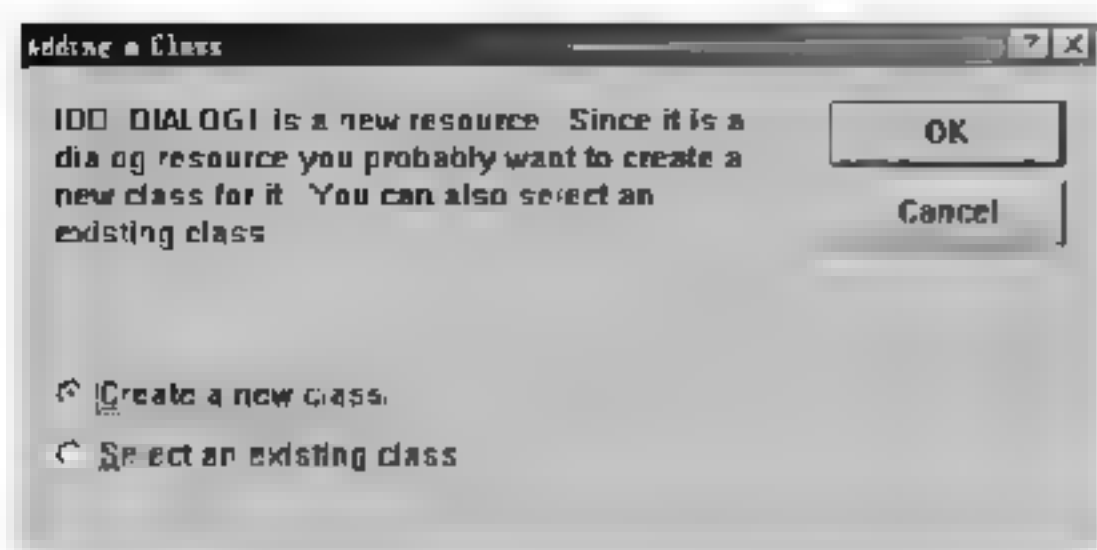 Adding a Class
IDD_DIALOG1 is a new resource. Since it is a
dialog resource you probably want to create a
new class for it. You can also select an
existing class.
OK
Cancel
Create a new class.
Select an existing class